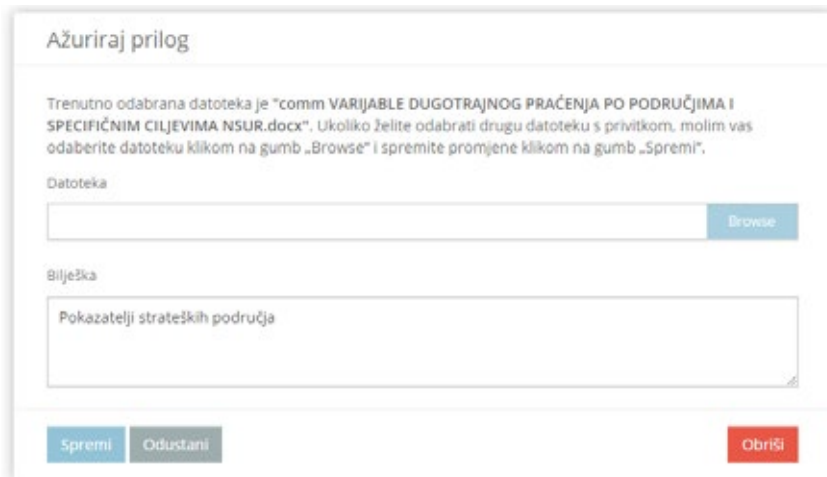 Ažuriraj prilog
Trenutno odabrana datoteka je "comm VARIJABLE DUGOTRAJNOG PRAĆENJA PO PODRUČJIMA I
SPECIFIČNIM CILJEVIMA NSUR.docx". Ukoliko želite odabrati drugu datoteku s privitkom, molim vas
odaberite datoteku klikom na gumb „Browse" i spremite promjene klikom na gumb „Spremi".
Datoteka
Browse
Bilješka
Pokazatelji strateških područja
Spremi Odustani Obriši